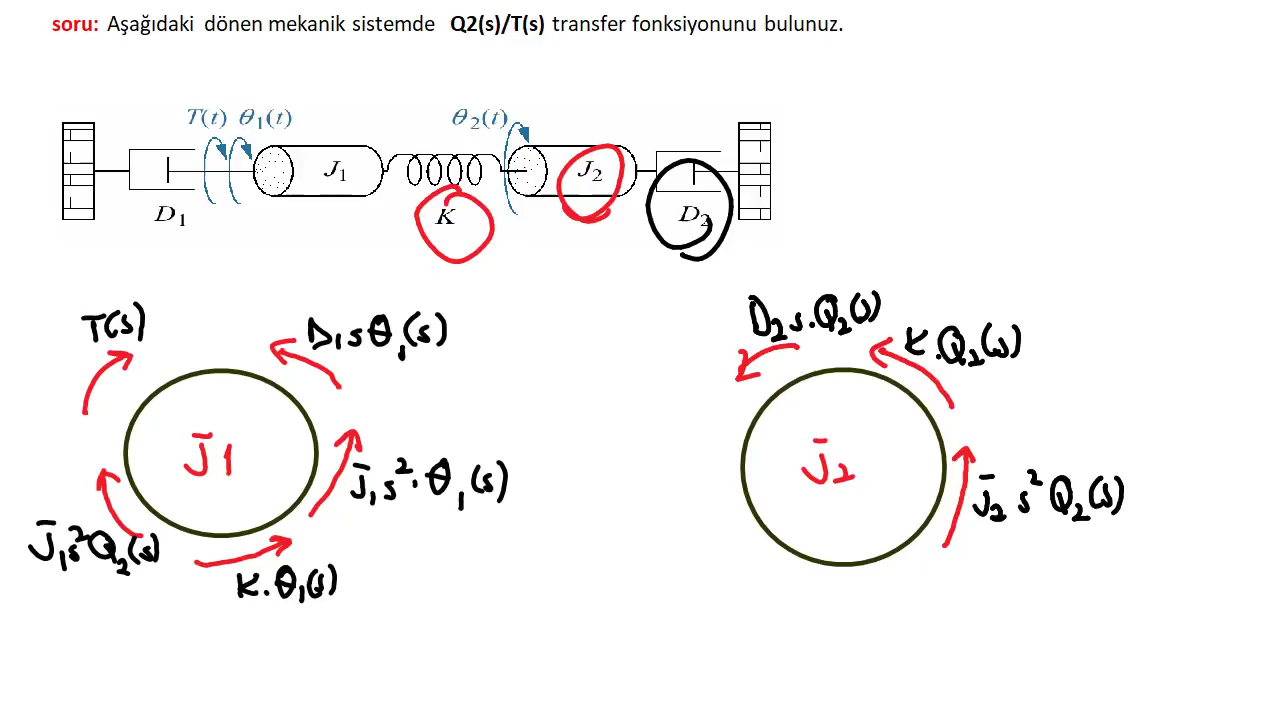 soru: Aşağıdaki dönen mekanik sistemde Q2(s)/T(s) transfer fonksiyonunu bulunuz.
T(t) θ1(t) θ2(t)
J1 J2
D1 K D2
T(s) D1sθ1(s) D2s.Q2(s) K.Q2(s)
J1 J2
J1s².θ1(s) J2s²Q2(s)
J1s²Q2(s)
K.θ1(s)